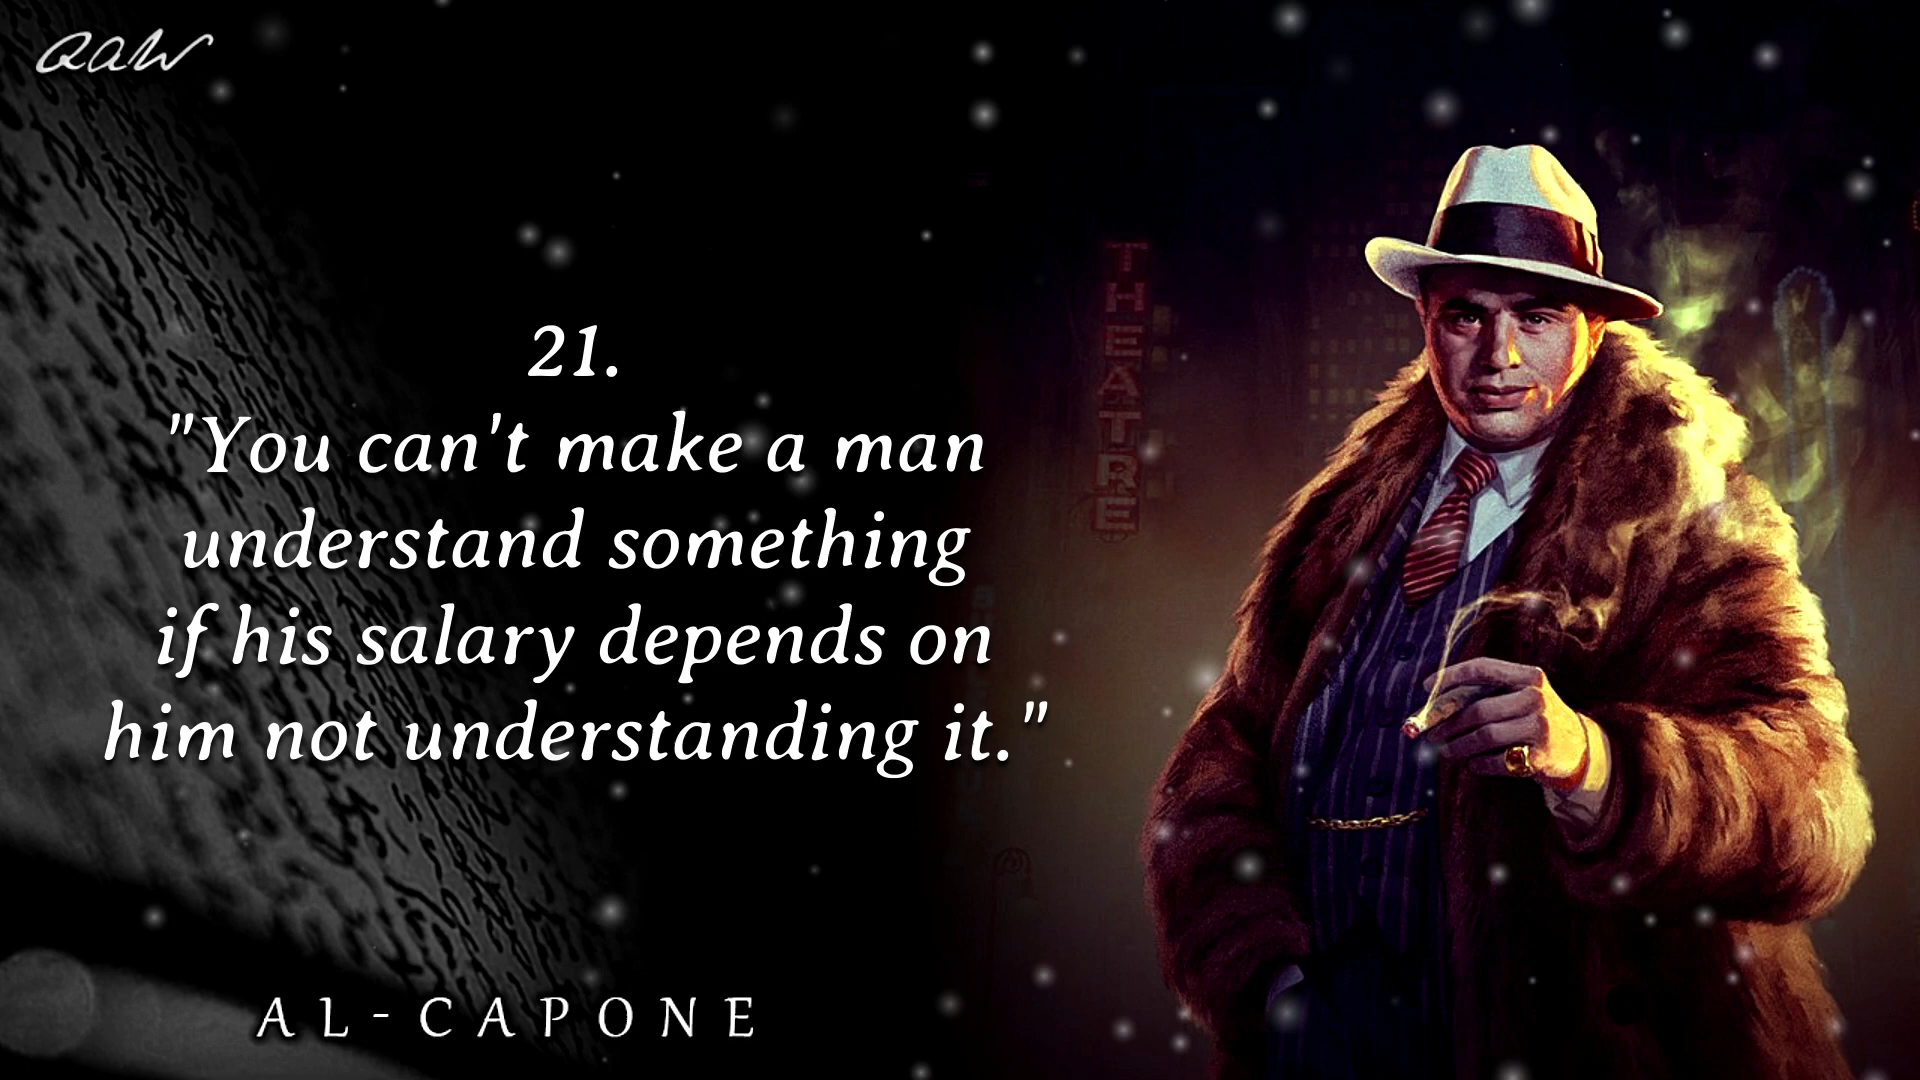 QAW
21.
"You can't make a man
understand something
if his salary depends on
him not understanding it."
AL-CAPONE
THEATRE